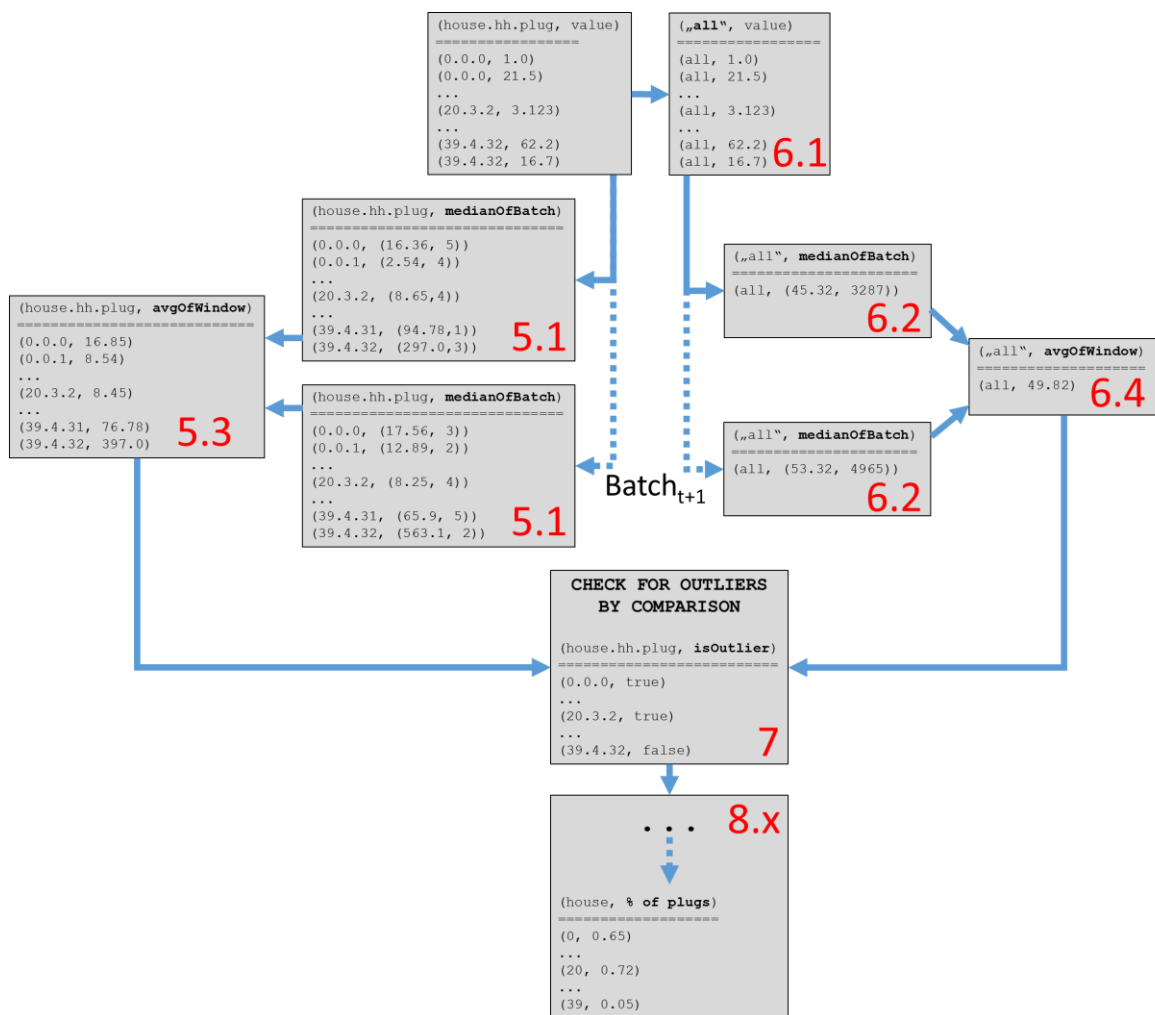 (house.hh.plug, value)
=================
(0.0.0, 1.0)
(0.0.0, 21.5)
...
(20.3.2, 3.123)
...
(39.4.32, 62.2)
(39.4.32, 16.7)
(„all“, value)
=================
(all, 1.0)
(all, 21.5)
...
(all, 3.123)
...
(all, 62.2)
(all, 16.7)
6.1
(house.hh.plug, medianOfBatch)
==============================
(0.0.0, (16.36, 5))
(0.0.1, (2.54, 4))
...
(20.3.2, (8.65,4))
...
(39.4.31, (94.78,1))
(39.4.32, (297.0,3))
5.1
(„all“, medianOfBatch)
======================
(all, (45.32, 3287))
6.2
(house.hh.plug, avgOfWindow)
============================
(0.0.0, 16.85)
(0.0.1, 8.54)
...
(20.3.2, 8.45)
...
(39.4.31, 76.78)
(39.4.32, 397.0)
5.3
(„all“, avgOfWindow)
====================
(all, 49.82)
6.4
(house.hh.plug, medianOfBatch)
==============================
(0.0.0, (17.56, 3))
(0.0.1, (12.89, 2))
...
(20.3.2, (8.25, 4))
...
(39.4.31, (65.9, 5))
(39.4.32, (563.1, 2))
5.1
Batch t+1
(„all“, medianOfBatch)
======================
(all, (53.32, 4965))
6.2
CHECK FOR OUTLIERS
BY COMPARISON
(house.hh.plug, isOutlier)
==========================
(0.0.0, true)
...
(20.3.2, true)
...
(39.4.32, false)
7
...
8.x
(house, % of plugs)
===================
(0, 0.65)
...
(20, 0.72)
...
(39, 0.05)